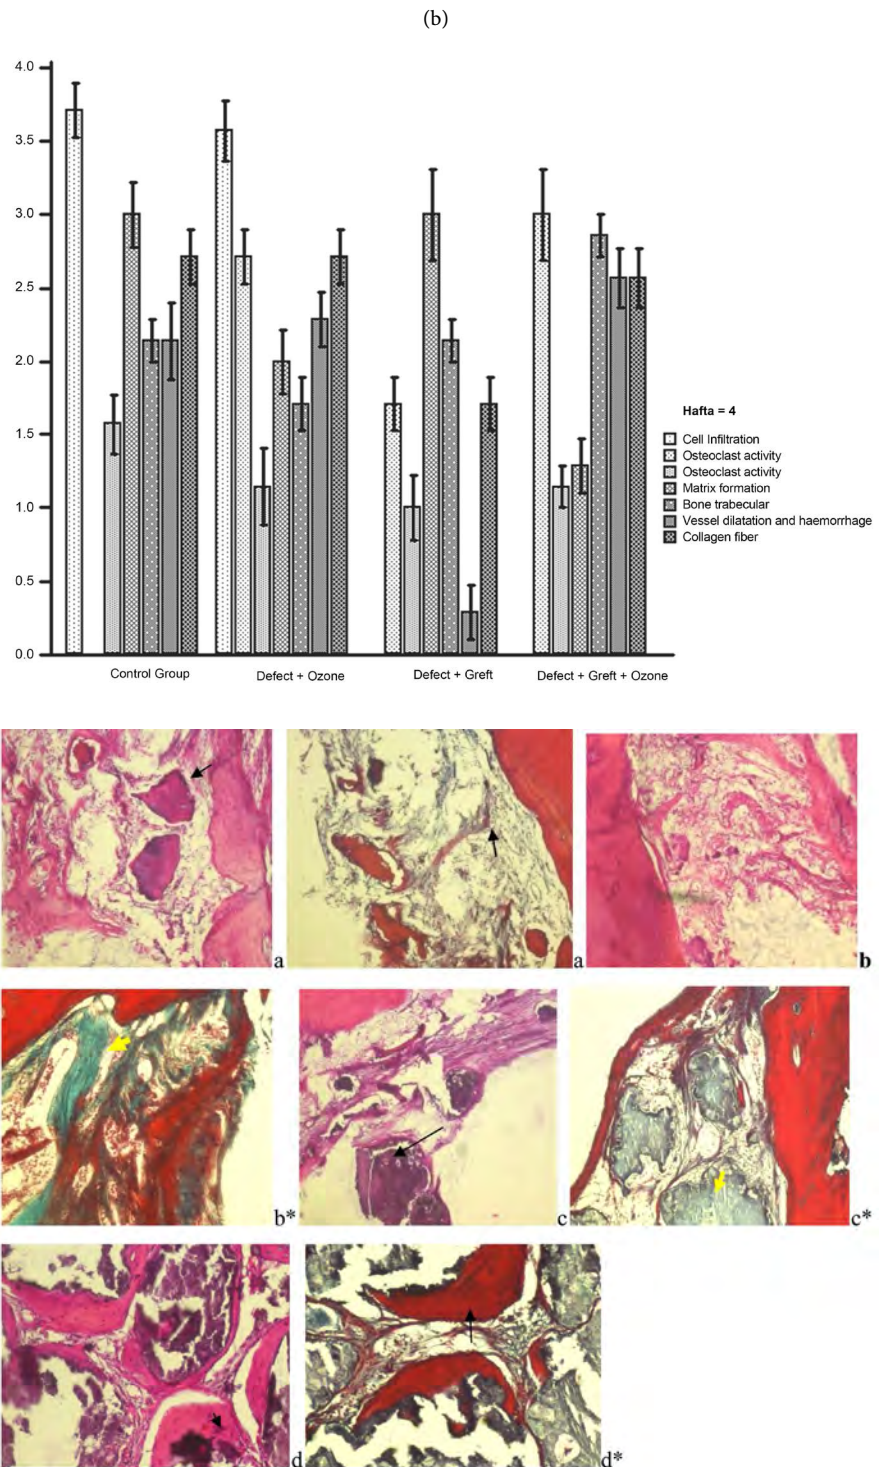 (b)
4.0
3.5
3.0
2.5
2.0
1.5
1.0
0.5
0.0
Control Group
Defect + Ozone
Defect + Greft
Defect + Greft + Ozone
Hafta = 4
Cell Infiltration
Osteoclast activity
Osteoclast activity
Matrix formation
Bone trabecular
Vessel dilatation and haemorrhage
Collagen fiber
a
a
b
b*
c
c*
d
d*